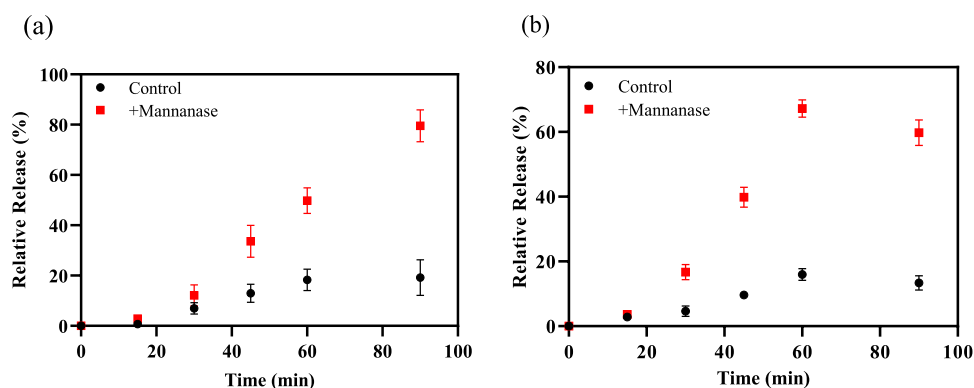 (a)
Relative Release (%)
100
80
60
40
20
0
Control
+Mannanase
0 20 40 60 80 100
Time (min)
(b)
Relative Release (%)
80
60
40
20
0
Control
+Mannanase
0 20 40 60 80 100
Time (min)